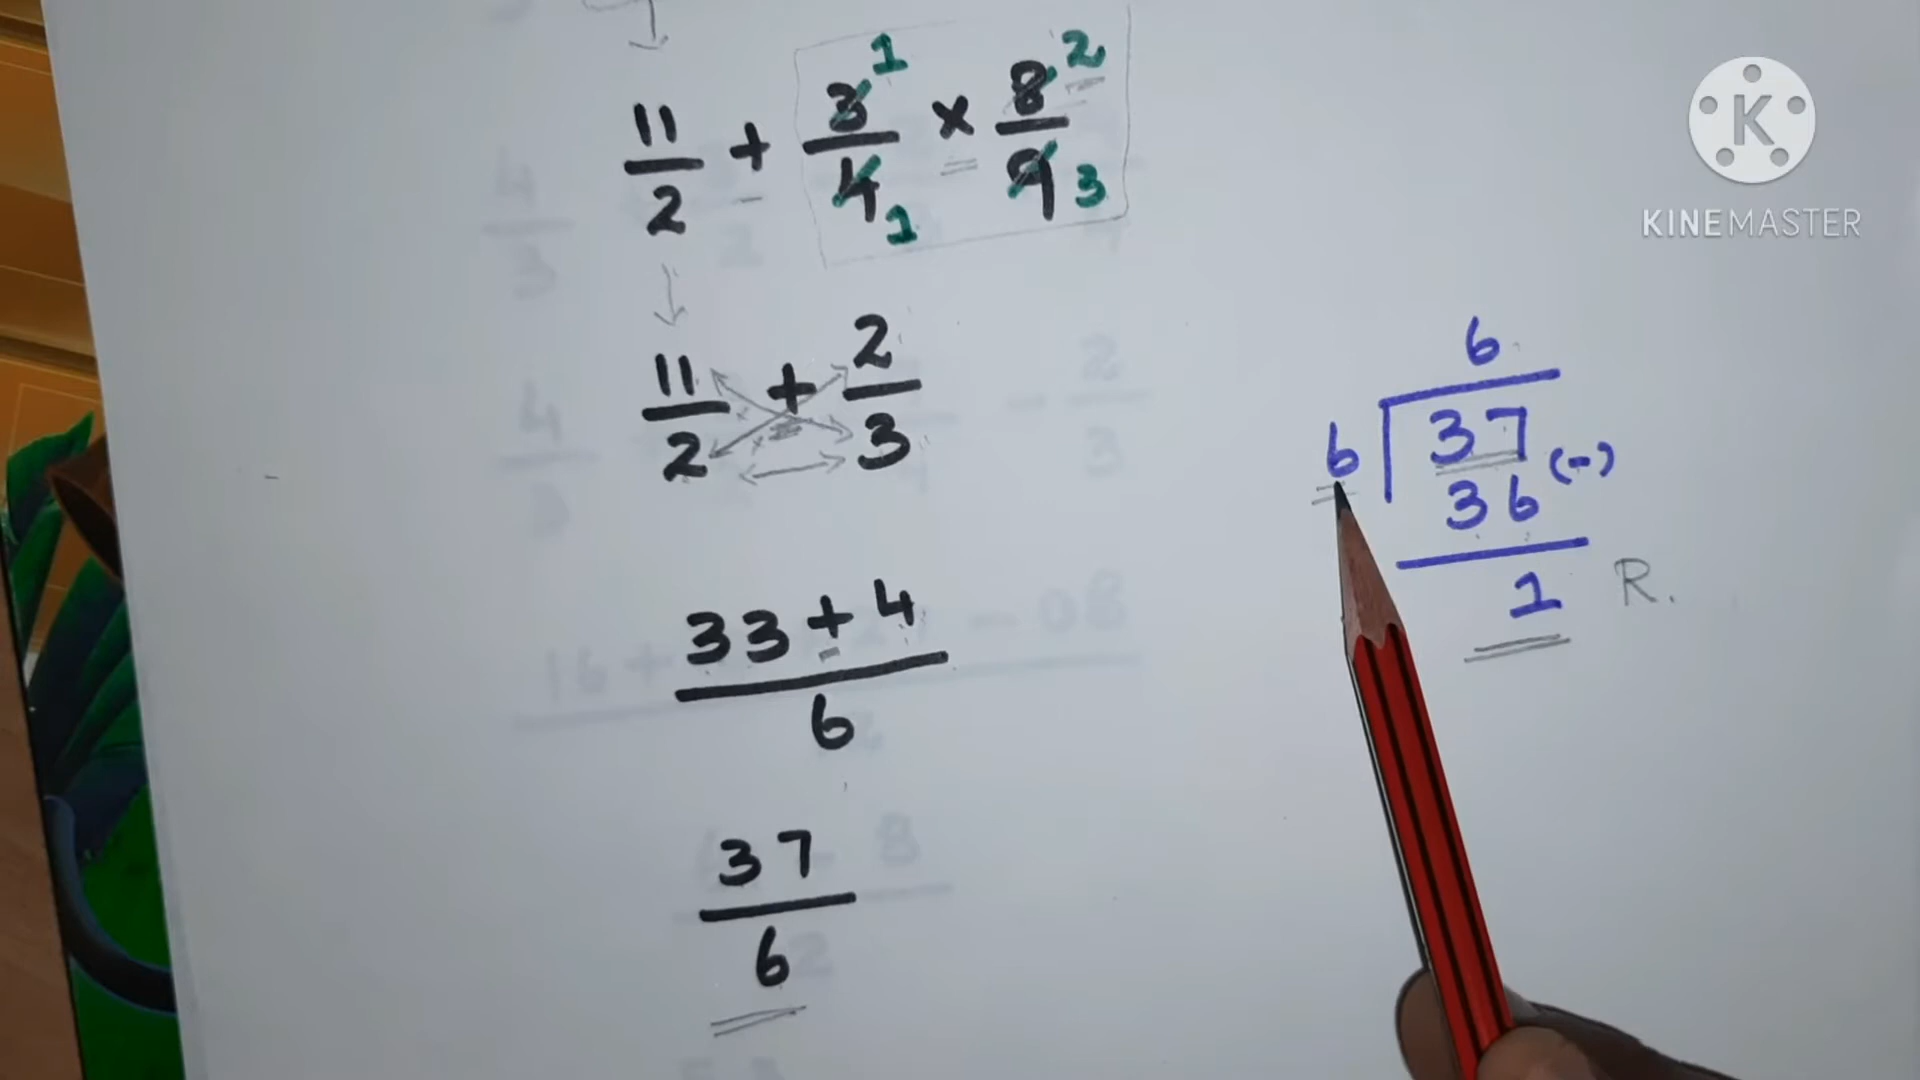 11/2 + 3/4 × 8/9
1 2
1 3
11/2 + 2/3
33 + 4
6
37
6
6
6 37 (-)
36
1 R.
KINEMASTER